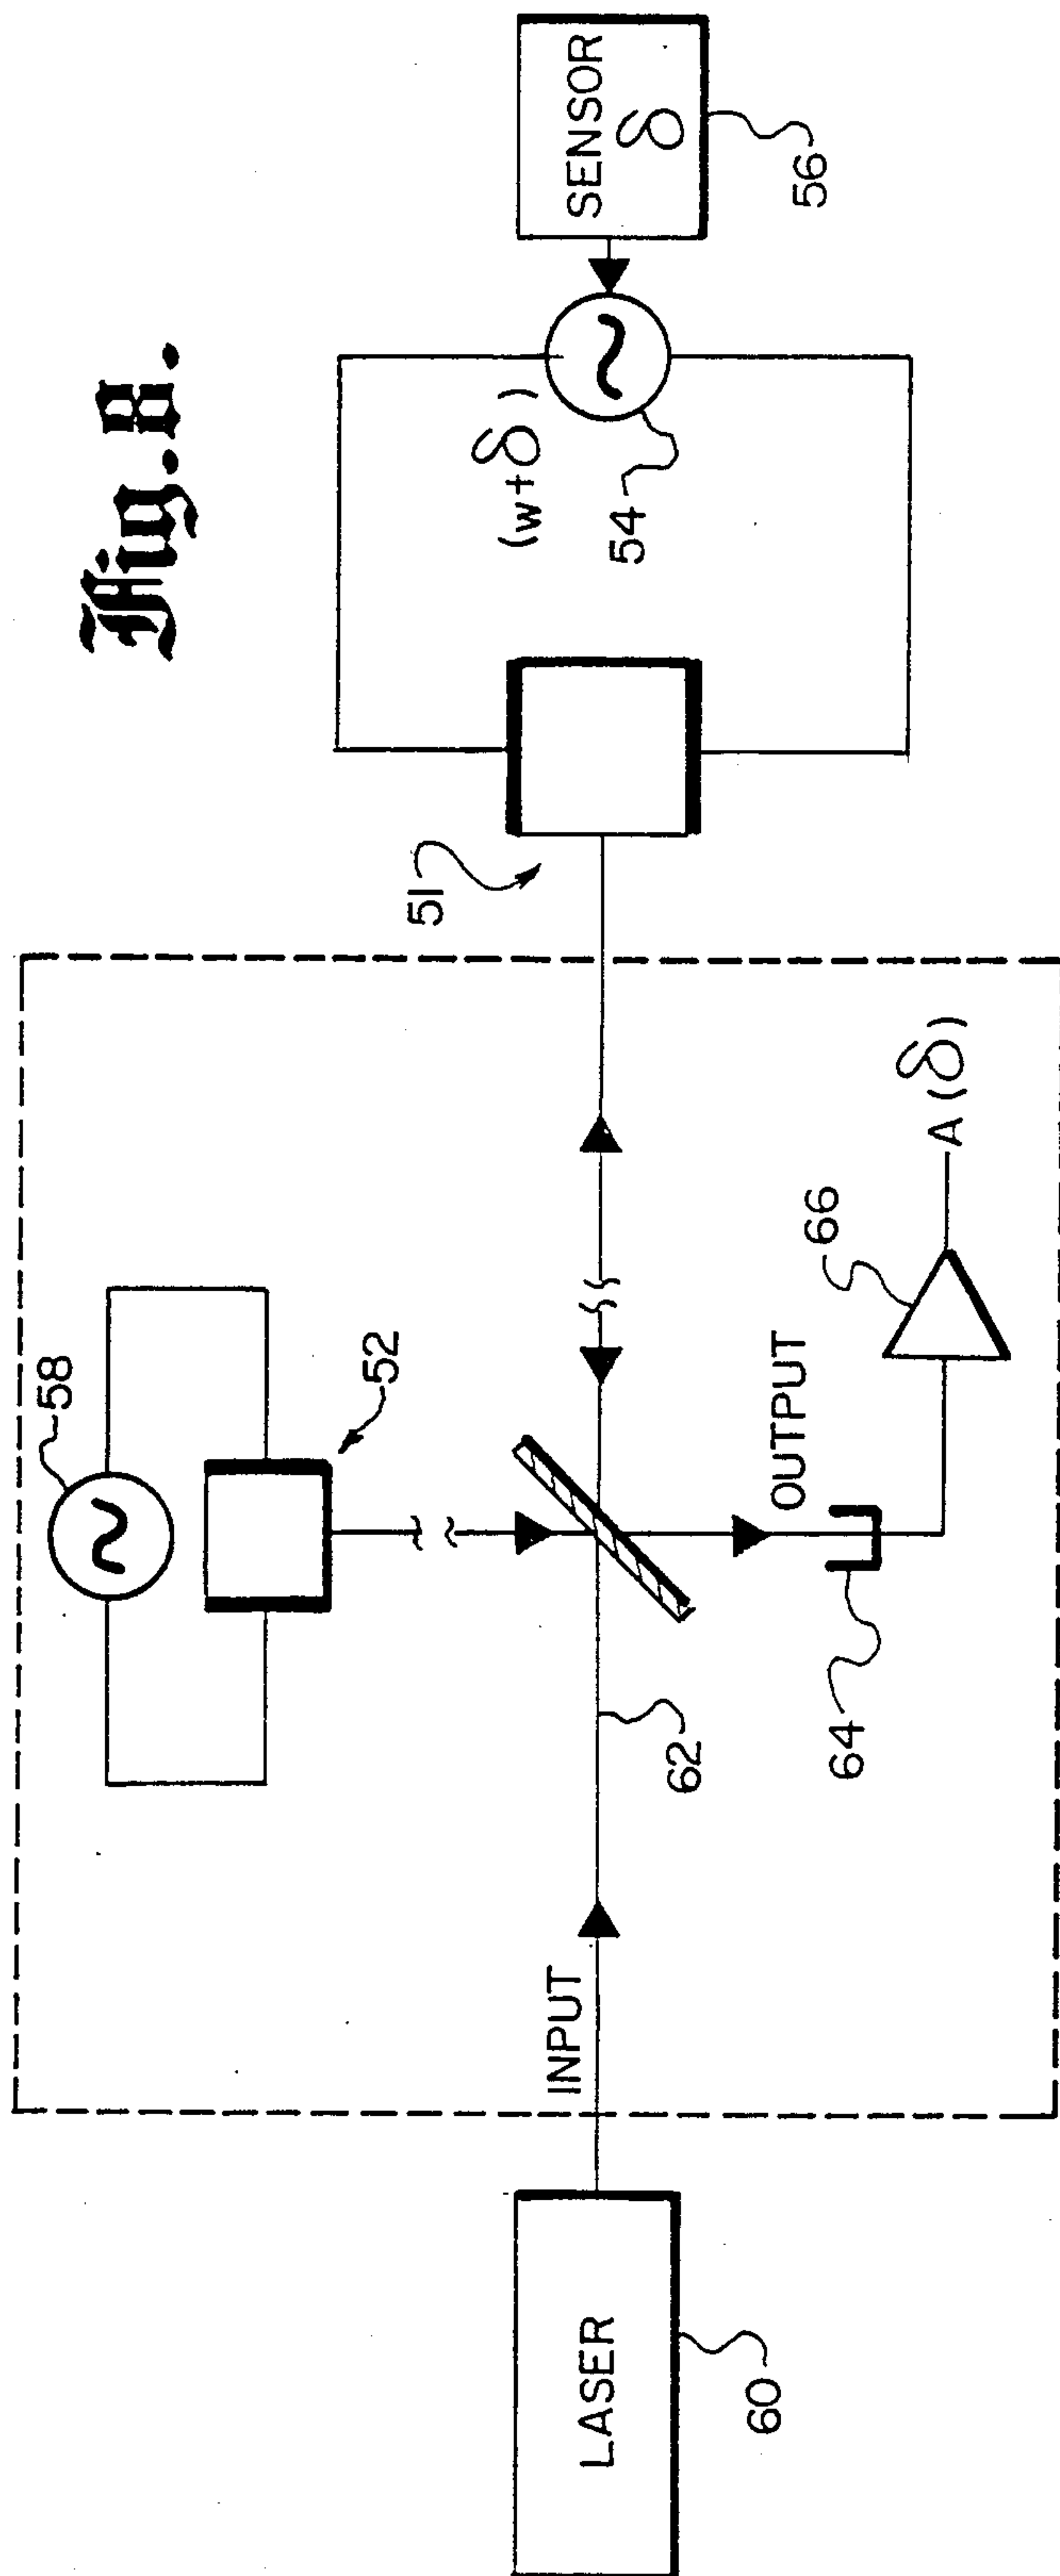 Fig. 8.
58
52
51
SENSOR
δ
56
(w+δ)
54
LASER
60
INPUT
62
64
OUTPUT
66
A (δ)